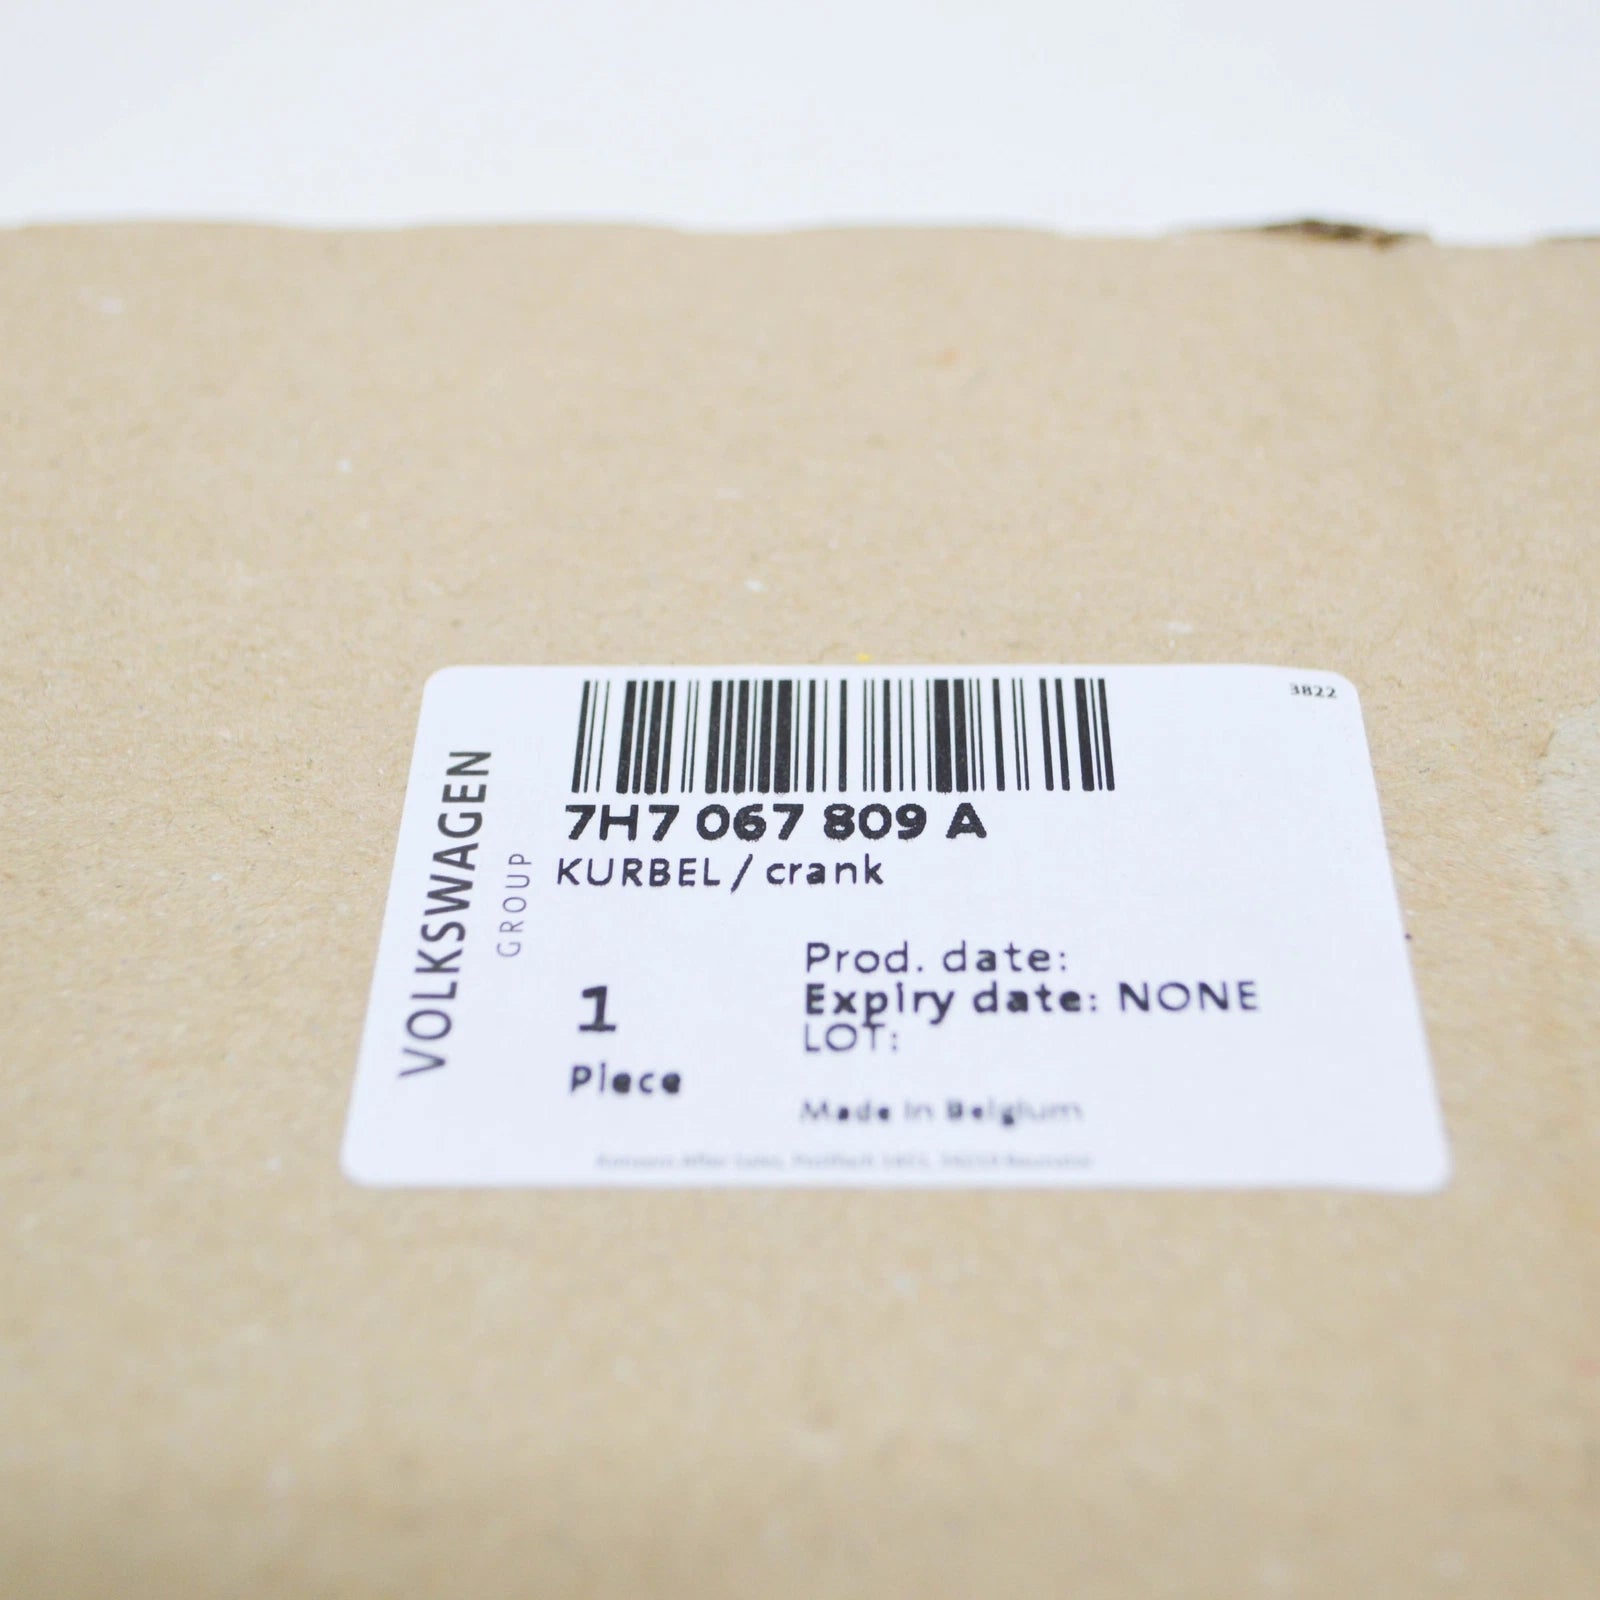 3822
VOLKSWAGEN
GROUP
7H7 067 809 A
KURBEL / crank
1
Piece
Prod. date:
Expiry date: NONE
LOT:
Made in Belgium